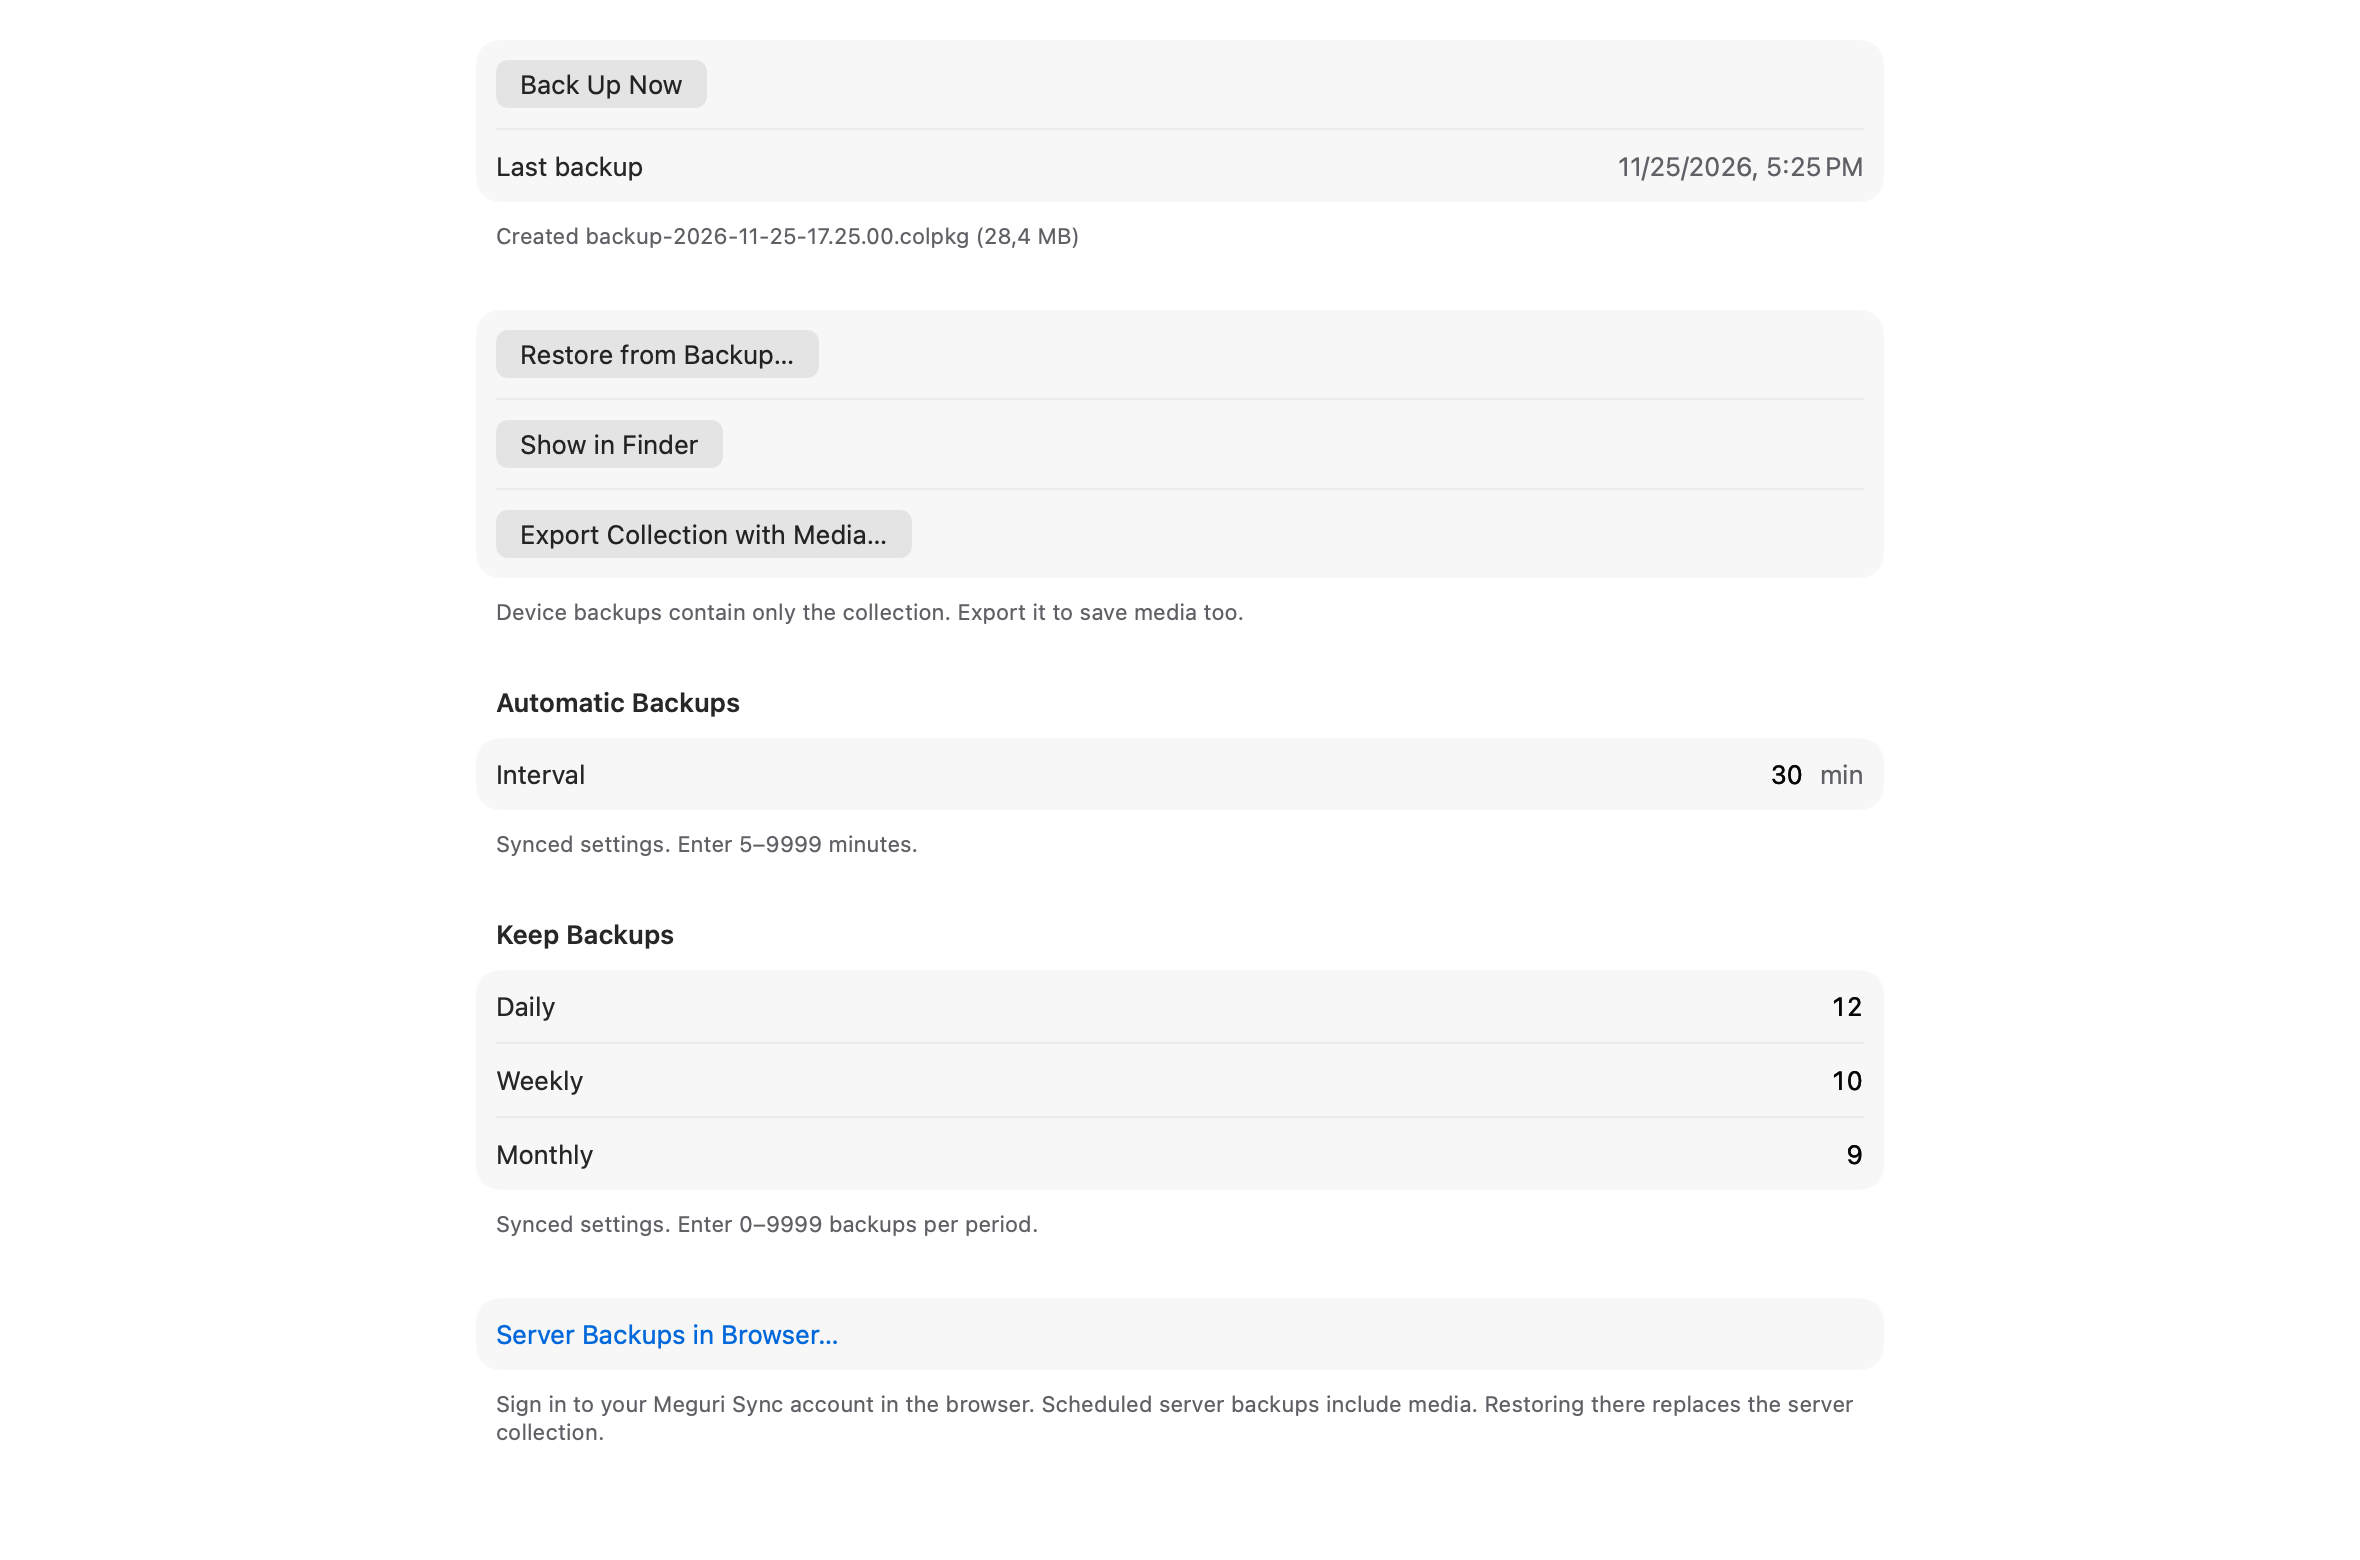 Back Up Now
Last backup 11/25/2026, 5:25 PM
Created backup-2026-11-25-17.25.00.colpkg (28,4 MB)
Restore from Backup...
Show in Finder
Export Collection with Media...
Device backups contain only the collection. Export it to save media too.
Automatic Backups
Interval 30 min
Synced settings. Enter 5–9999 minutes.
Keep Backups
Daily 12
Weekly 10
Monthly 9
Synced settings. Enter 0–9999 backups per period.
Server Backups in Browser...
Sign in to your Meguri Sync account in the browser. Scheduled server backups include media. Restoring there replaces the server
collection.